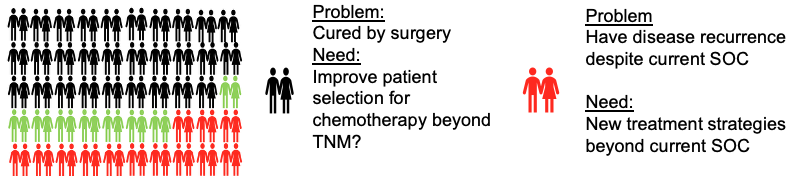 Problem:
Cured by surgery
Need:
Improve patient
selection for
chemotherapy beyond
TNM?
Problem
Have disease recurrence
despite current SOC
Need:
New treatment strategies
beyond current SOC